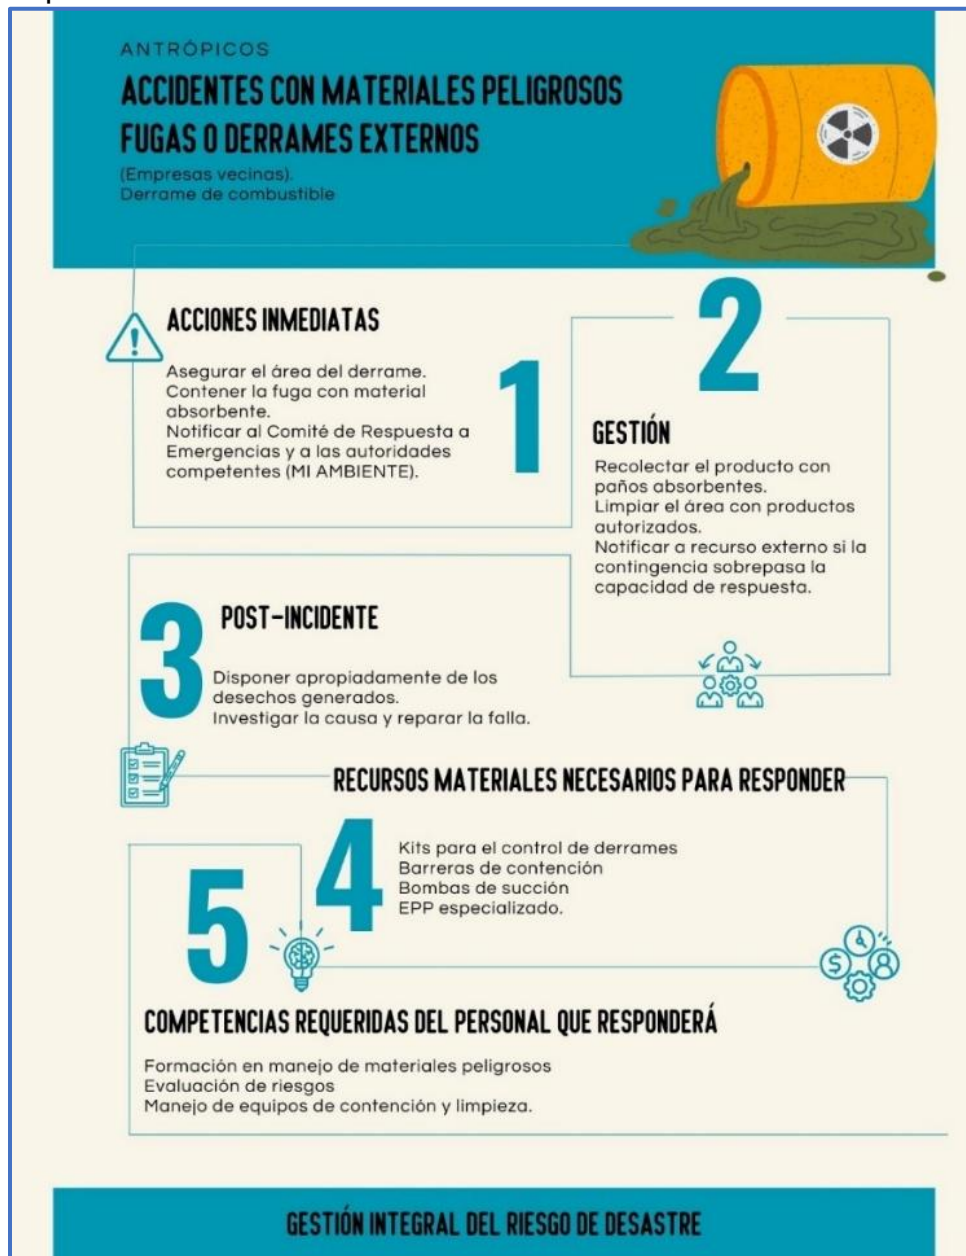 ANTRÓPICOS
ACCIDENTES CON MATERIALES PELIGROSOS
FUGAS O DERRAMES EXTERNOS
(Empresas vecinas).
Derrame de combustible
ACCIONES INMEDIATAS
1
Asegurar el área del derrame.
Contener la fuga con material
absorbente.
Notificar al Comité de Respuesta a
Emergencias y a las autoridades
competentes (MI AMBIENTE).
2
GESTIÓN
Recolectar el producto con
paños absorbentes.
Limpiar el área con productos
autorizados.
Notificar a recurso externo si la
contingencia sobrepasa la
capacidad de respuesta.
3
POST-INCIDENTE
Disponer apropiadamente de los
desechos generados.
Investigar la causa y reparar la falla.
RECURSOS MATERIALES NECESARIOS PARA RESPONDER
4
Kits para el control de derrames
Barreras de contención
Bombas de succión
EPP especializado.
$
5
COMPETENCIAS REQUERIDAS DEL PERSONAL QUE RESPONDERÁ
Formación en manejo de materiales peligrosos
Evaluación de riesgos
Manejo de equipos de contención y limpieza.
GESTIÓN INTEGRAL DEL RIESGO DE DESASTRE